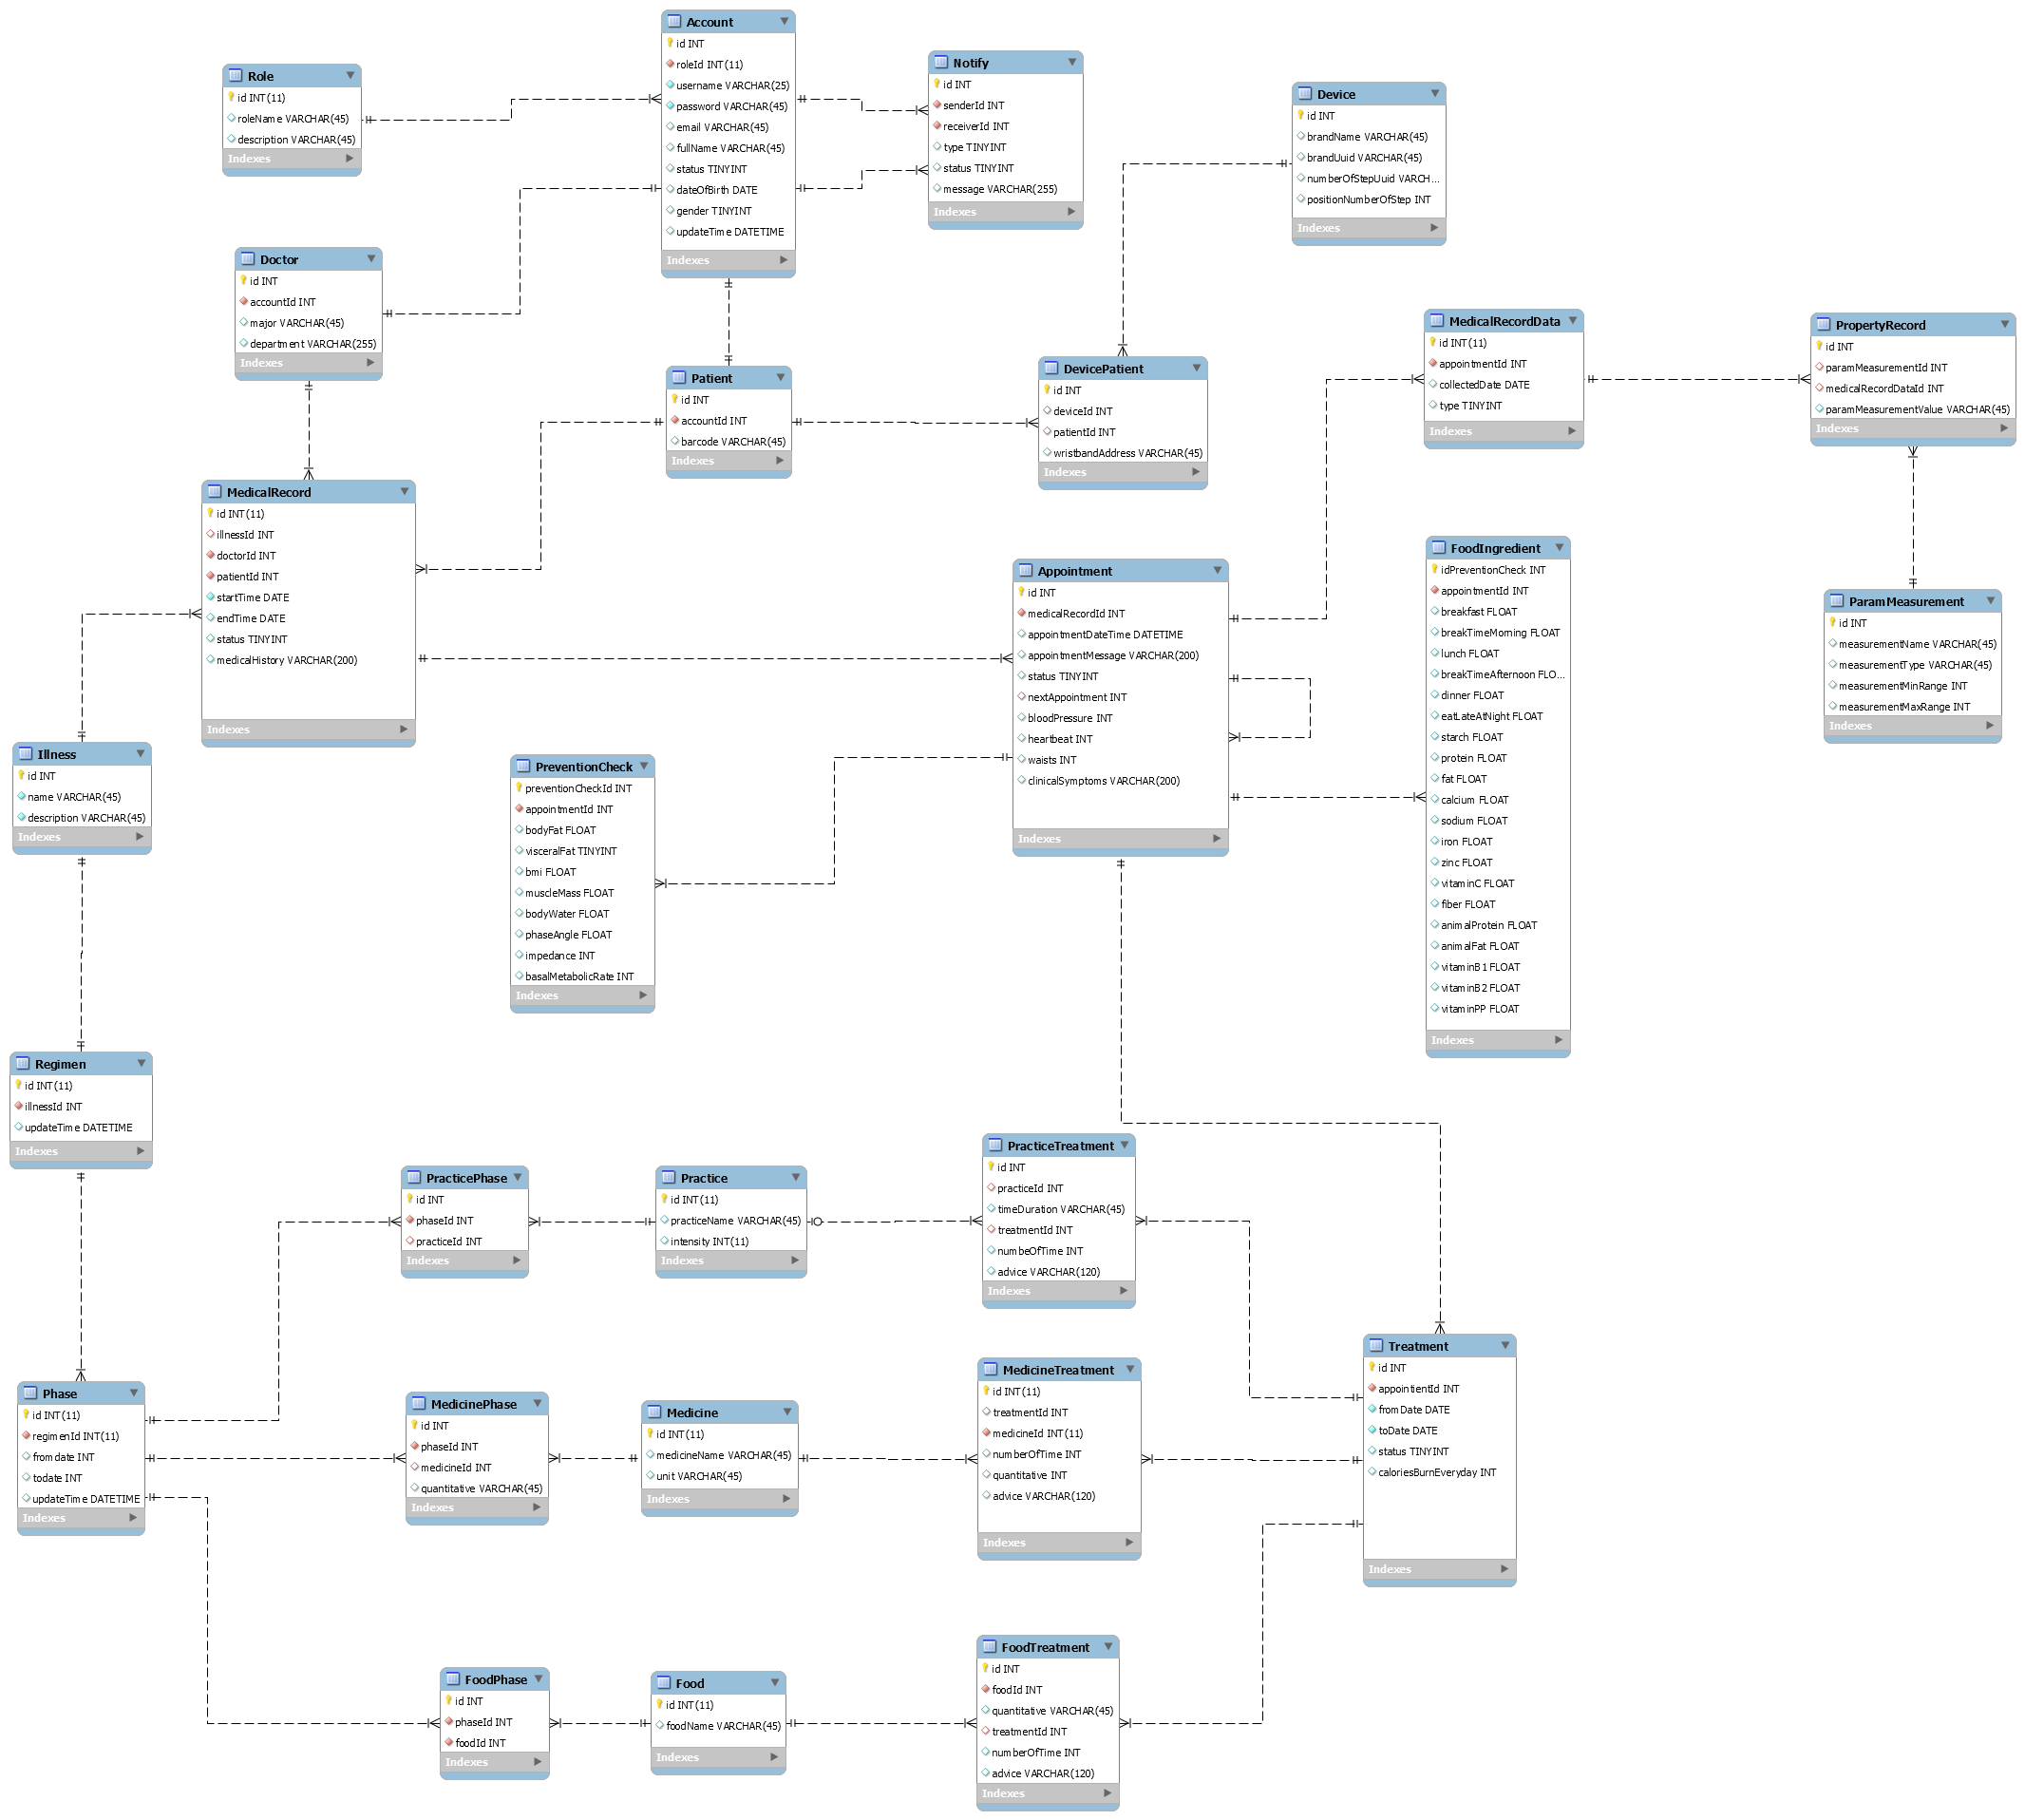 Account
id INT
roleId INT(11)
username VARCHAR(25)
password VARCHAR(45)
email VARCHAR(45)
fullName VARCHAR(45)
status TINYINT
dateOfBirth DATE
gender TINYINT
updateTime DATETIME
Indexes
Role
id INT(11)
roleName VARCHAR(45)
description VARCHAR(45)
Indexes
Notify
id INT
senderId INT
receiverId INT
type TINYINT
status TINYINT
message VARCHAR(255)
Indexes
Device
id INT
brandName VARCHAR(45)
brandUuid VARCHAR(45)
numberOfStepUuid VARCH...
positionNumberOfStep INT
Indexes
Doctor
id INT
accountId INT
major VARCHAR(45)
department VARCHAR(255)
Indexes
Patient
id INT
accountId INT
barcode VARCHAR(45)
Indexes
DevicePatient
id INT
deviceId INT
patientId INT
wristbandAddress VARCHAR(45)
Indexes
MedicalRecordData
id INT(11)
appointmentId INT
collectedDate DATE
type TINYINT
Indexes
PropertyRecord
id INT
paramMeasurementId INT
medicalRecordDataId INT
paramMeasurementValue VARCHAR(45)
Indexes
MedicalRecord
id INT(11)
illnessId INT
doctorId INT
patientId INT
startTime DATE
endTime DATE
status TINYINT
medicalHistory VARCHAR(200)
Indexes
Appointment
id INT
medicalRecordId INT
appointmentDateTime DATETIME
appointmentMessage VARCHAR(200)
status TINYINT
nextAppointment INT
bloodPressure INT
heartbeat INT
waists INT
clinicalSymptoms VARCHAR(200)
Indexes
FoodIngredient
idPreventionCheck INT
appointmentId INT
breakfast FLOAT
breakTimeMorning FLOAT
lunch FLOAT
breakTimeAfternoon FLO...
dinner FLOAT
eatLateAtNight FLOAT
starch FLOAT
protein FLOAT
fat FLOAT
calcium FLOAT
sodium FLOAT
iron FLOAT
zinc FLOAT
vitaminC FLOAT
fiber FLOAT
animalProtein FLOAT
animalFat FLOAT
vitaminB1 FLOAT
vitaminB2 FLOAT
vitaminPP FLOAT
Indexes
ParamMeasurement
id INT
measurementName VARCHAR(45)
measurementType VARCHAR(45)
measurementMinRange INT
measurementMaxRange INT
Indexes
Illness
id INT
name VARCHAR(45)
description VARCHAR(45)
Indexes
PreventionCheck
preventionCheckId INT
appointmentId INT
bodyFat FLOAT
visceralFat TINYINT
bmi FLOAT
muscleMass FLOAT
bodyWater FLOAT
phaseAngle FLOAT
impedance INT
basalMetabolicRate INT
Indexes
Regimen
id INT(11)
illnessId INT
updateTime DATETIME
Indexes
PracticePhase
id INT
phaseId INT
practiceId INT
Indexes
Practice
id INT(11)
practiceName VARCHAR(45)
intensity INT(11)
Indexes
PracticeTreatment
id INT
practiceId INT
timeDuration VARCHAR(45)
treatmentId INT
numbeOfTime INT
advice VARCHAR(120)
Indexes
Treatment
id INT
appointientId INT
fromDate DATE
toDate DATE
status TINYINT
caloriesBurnEveryday INT
Indexes
Phase
id INT(11)
regimenId INT(11)
fromdate INT
todate INT
updateTime DATETIME
Indexes
MedicinePhase
id INT
phaseId INT
medicineId INT
quantitative VARCHAR(45)
Indexes
Medicine
id INT(11)
medicineName VARCHAR(45)
unit VARCHAR(45)
Indexes
MedicineTreatment
id INT(11)
treatmentId INT
medicineId INT(11)
numberOfTime INT
quantitative INT
advice VARCHAR(120)
Indexes
FoodPhase
id INT
phaseId INT
foodId INT
Indexes
Food
id INT(11)
foodName VARCHAR(45)
Indexes
FoodTreatment
id INT
foodId INT
quantitative VARCHAR(45)
treatmentId INT
numberOfTime INT
advice VARCHAR(120)
Indexes